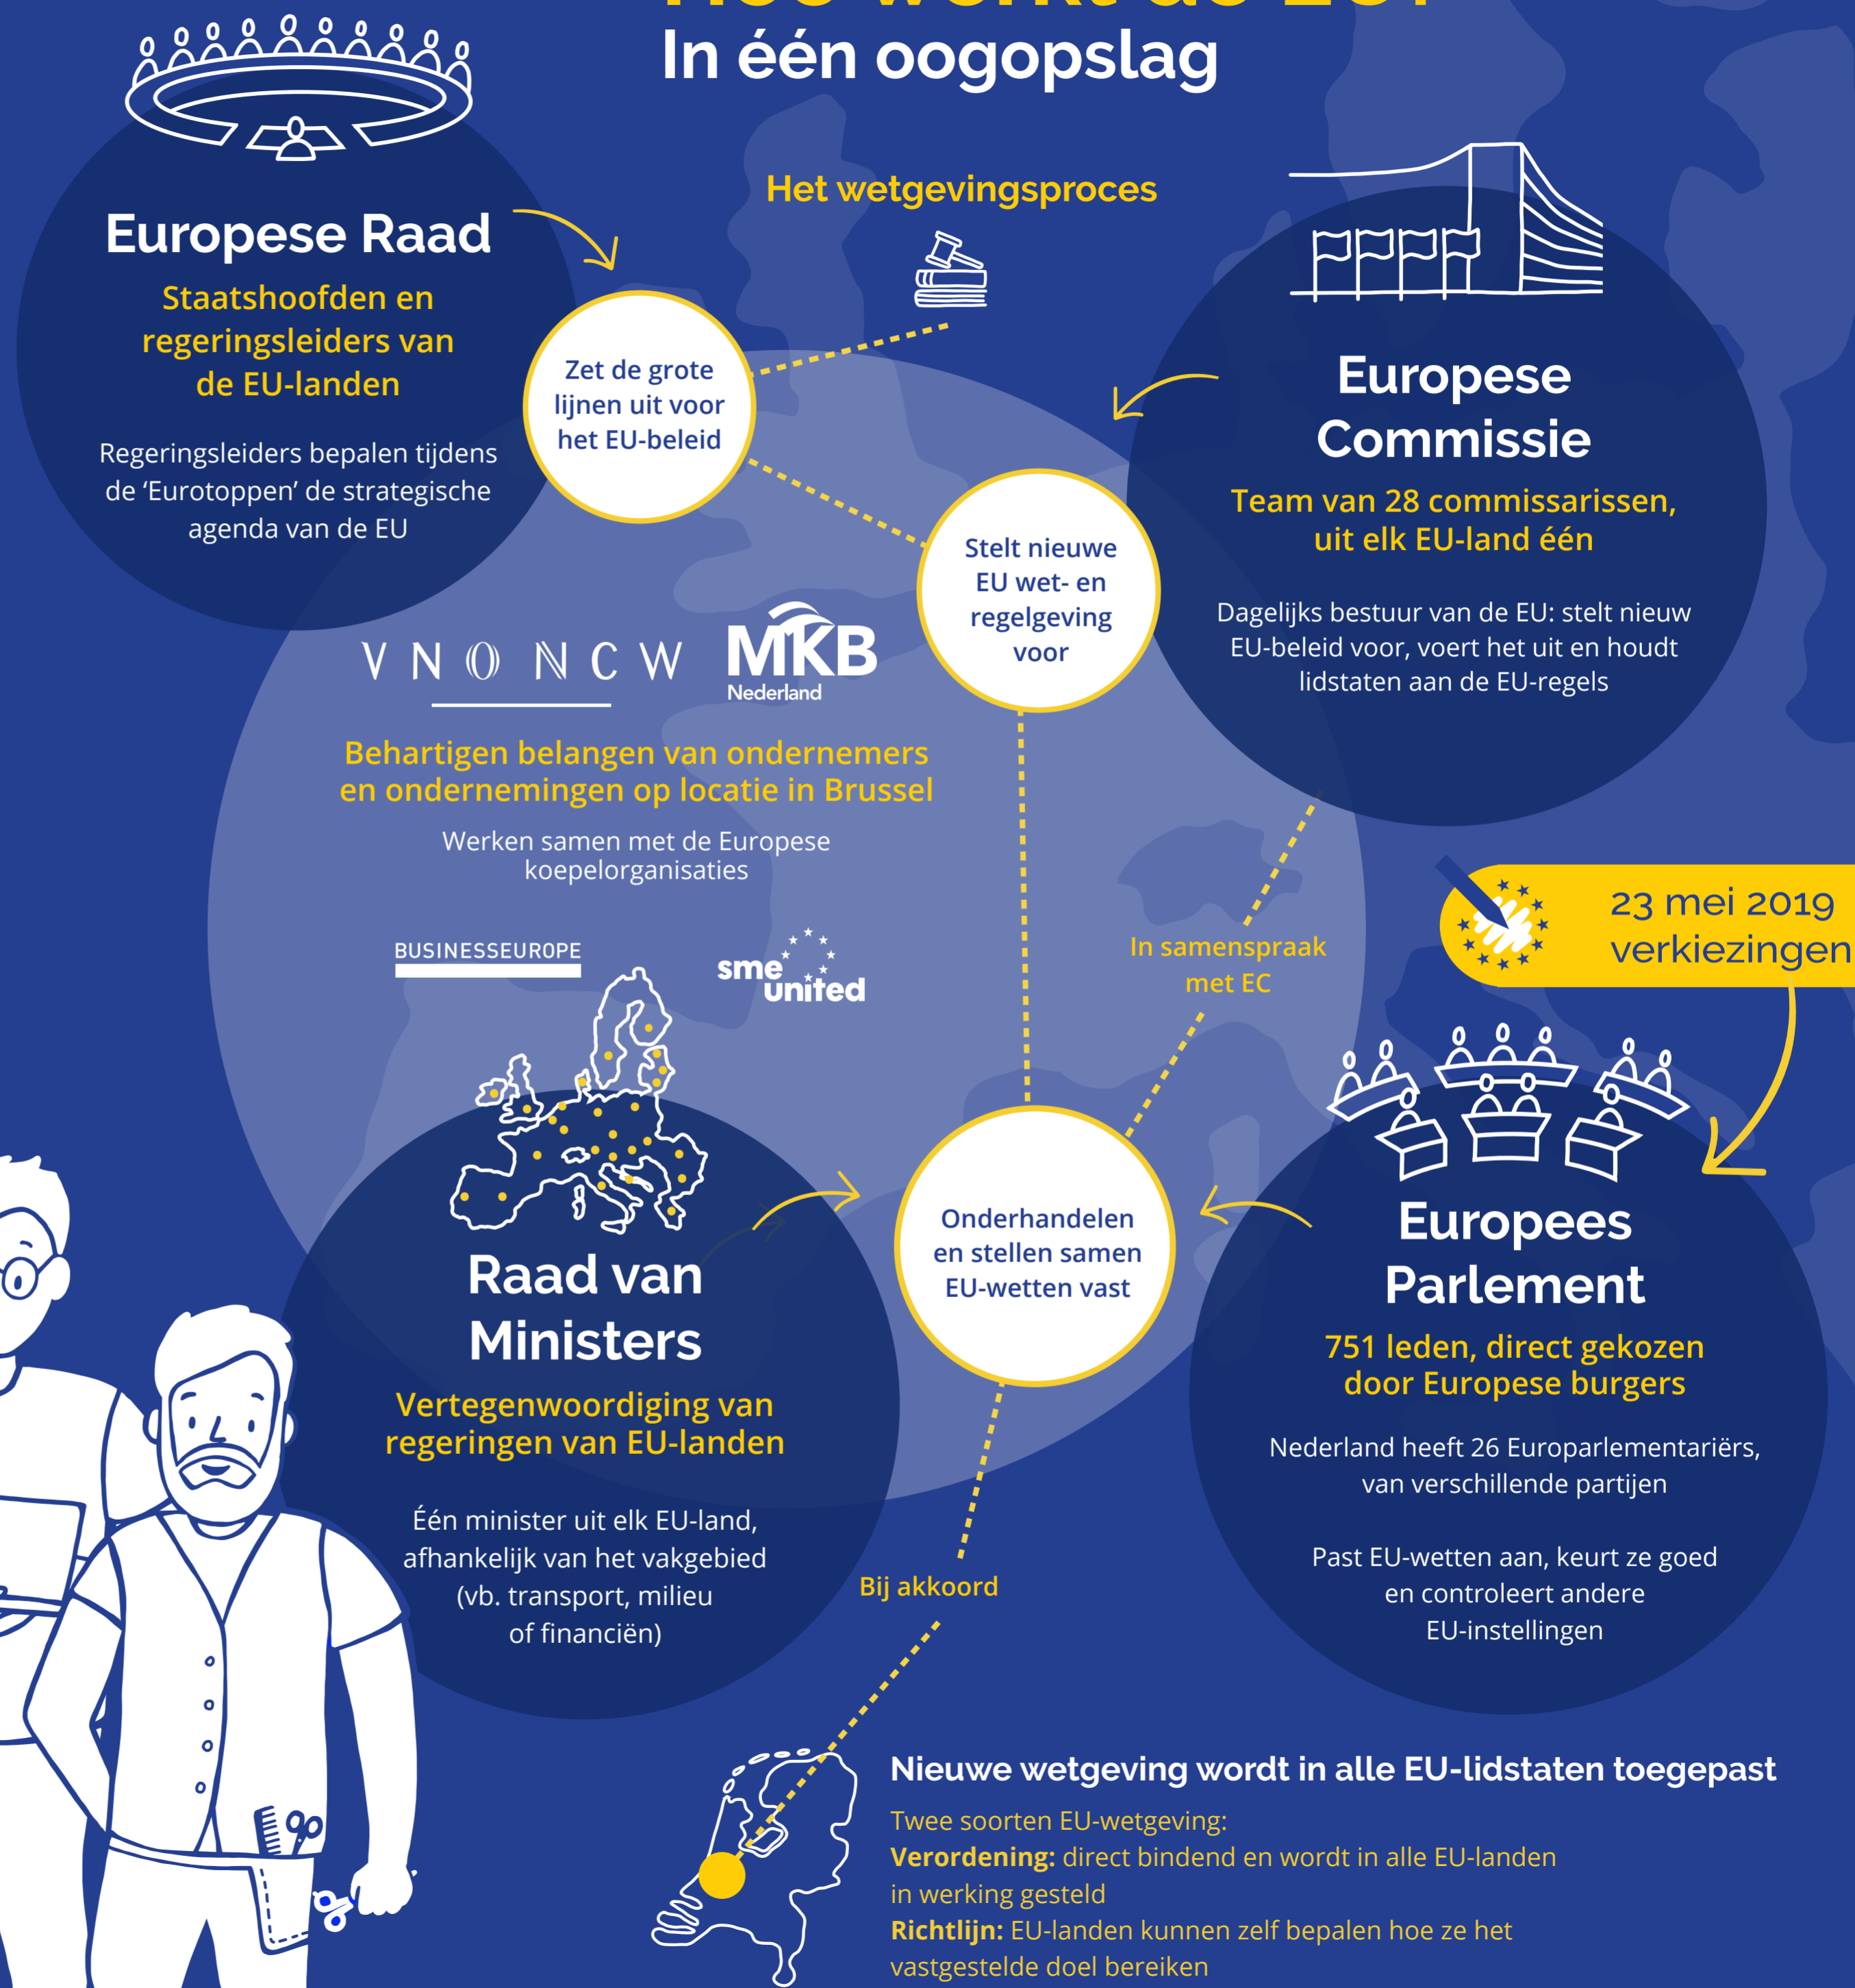 In één oogopslag
Het wetgevingsproces
Europese Raad
Staatshoofden en
regeringsleiders van
de EU-landen
Regeringsleiders bepalen tijdens
de ‘Eurotoppen’ de strategische
agenda van de EU
Zet de grote
lijnen uit voor
het EU-beleid
Europese
Commissie
Team van 28 commissarissen,
uit elk EU-land één
Dagelijks bestuur van de EU: stelt nieuw
EU-beleid voor, voert het uit en houdt
lidstaten aan de EU-regels
Stelt nieuwe
EU wet- en
regelgeving
voor
VNO NCW
MKB
Nederland
Behartigen belangen van ondernemers
en ondernemingen op locatie in Brussel
Werken samen met de Europese
koepelorganisaties
BUSINESSEUROPE
sme
united
In samenspraak
met EC
23 mei 2019
verkiezingen
Raad van
Ministers
Vertegenwoordiging van
regeringen van EU-landen
Één minister uit elk EU-land,
afhankelijk van het vakgebied
(vb. transport, milieu
of financiën)
Onderhandelen
en stellen samen
EU-wetten vast
Europees
Parlement
751 leden, direct gekozen
door Europese burgers
Nederland heeft 26 Europarlementariërs,
van verschillende partijen
Past EU-wetten aan, keurt ze goed
en controleert andere
EU-instellingen
Bij akkoord
Nieuwe wetgeving wordt in alle EU-lidstaten toegepast
Twee soorten EU-wetgeving:
Verordening: direct bindend en wordt in alle EU-landen
in werking gesteld
Richtlijn: EU-landen kunnen zelf bepalen hoe ze het
vastgestelde doel bereiken